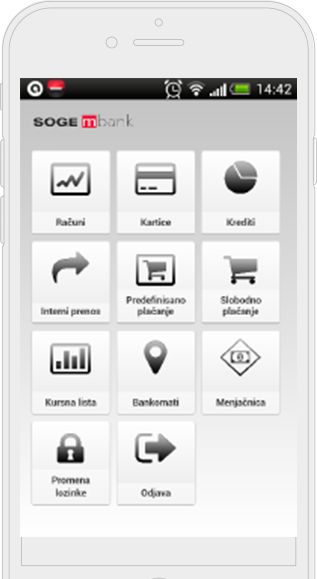 14:42
SOGE mbank
Računi
Kartice
Krediti
Interni prenos
Predefinisano
plaćanje
Slobodno
plaćanje
Kursna lista
Bankomati
Menjačnica
Promena
lozinke
Odjava